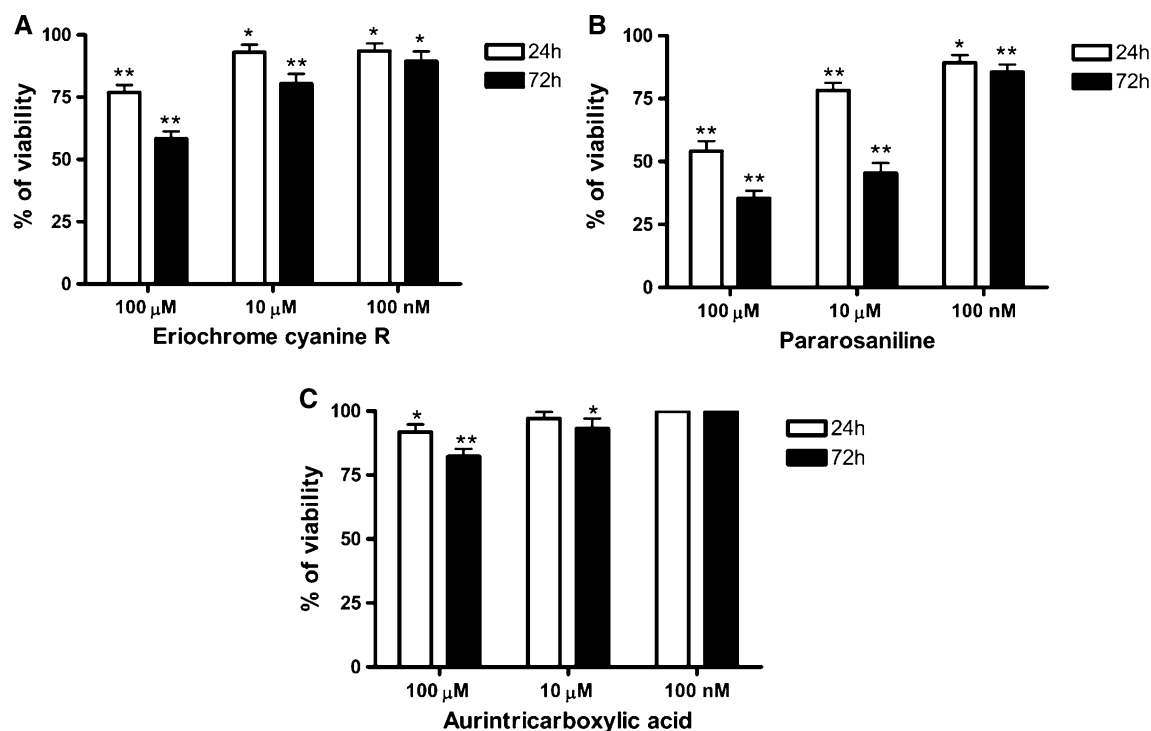 A
% of viability
100
75
50
25
0
**
**
*
**
*
*
24h
72h
100 μM
10 μM
100 nM
Eriochrome cyanine R
B
% of viability
100
75
50
25
0
**
**
**
**
*
**
24h
72h
100 μM
10 μM
100 nM
Pararosaniline
C
% of viability
100
75
50
25
0
*
**
*
24h
72h
100 μM
10 μM
100 nM
Aurintricarboxylic acid